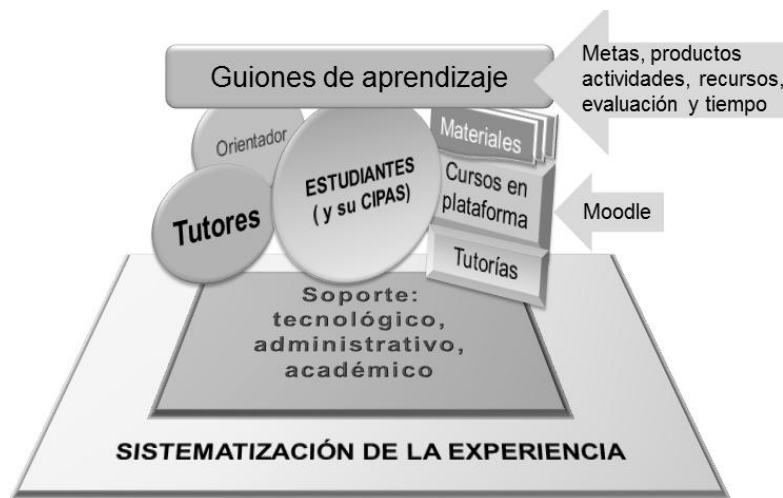 Guiones de aprendizaje
Metas, productos
actividades, recursos,
evaluación y tiempo
Orientador
Tutores
ESTUDIANTES
( y su CIPAS)
Materiales
Cursos en
plataforma
Tutorías
Moodle
Soporte:
tecnológico,
administrativo,
académico
SISTEMATIZACIÓN DE LA EXPERIENCIA